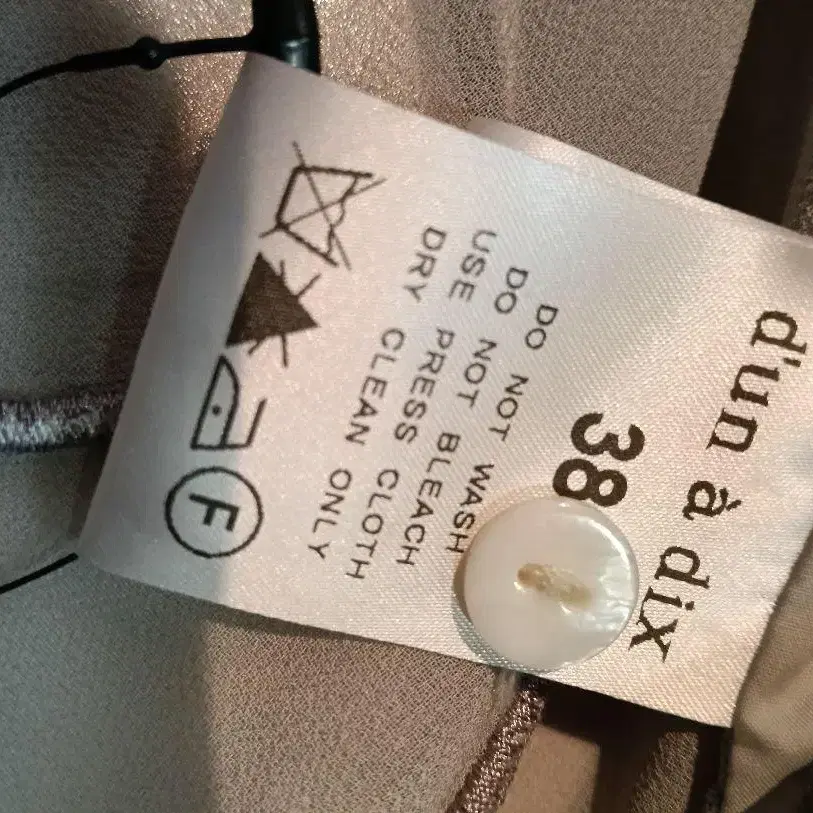 d'un à dix
38
DO NOT WASH
DO NOT BLEACH
USE PRESS CLOTH
DRY CLEAN ONLY
F